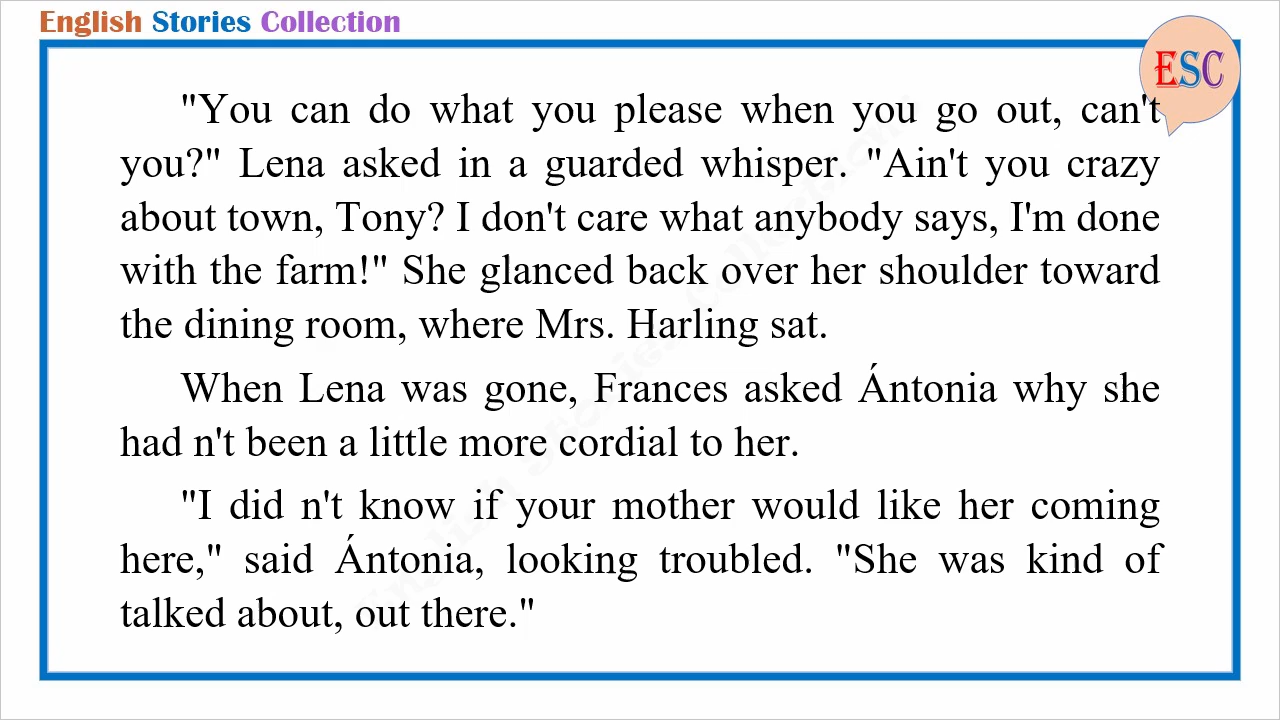 English Stories Collection
ESC
"You can do what you please when you go out, can't
you?" Lena asked in a guarded whisper. "Ain't you crazy
about town, Tony? I don't care what anybody says, I'm done
with the farm!" She glanced back over her shoulder toward
the dining room, where Mrs. Harling sat.
When Lena was gone, Frances asked Ántonia why she
had n't been a little more cordial to her.
"I did n't know if your mother would like her coming
here," said Ántonia, looking troubled. "She was kind of
talked about, out there."
English Stories Collection